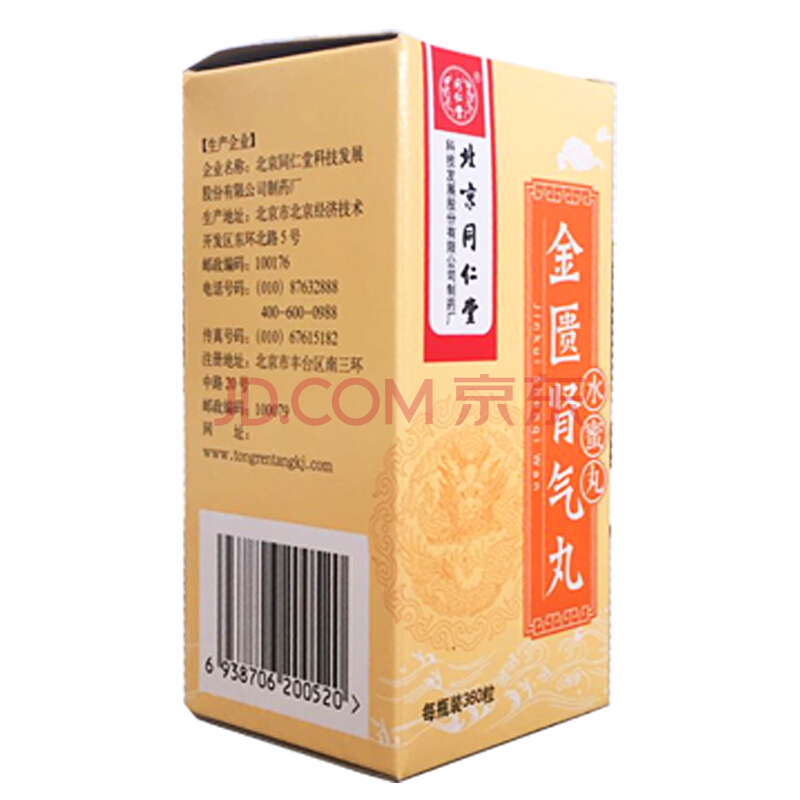 【生产企业】
企业名称：北京同仁堂科技发展
股份有限公司制药厂
生产地址：北京市北京经济技术
开发区东环北路5号
邮政编码：100176
电话号码：(010) 87632888
400-600-0988
传真号码：(010) 67615182
注册地址：北京市丰台区南三环
中路20号
邮政编码：100079
网 址：
www.tongrentangkj.com
6 938706 200520 >
同仁堂
®
北京同仁堂
科技发展股份有限公司制药厂
金匮肾气丸
Jinkui Shenqi Wan
水蜜丸
每瓶装360粒
JD.COM 京东